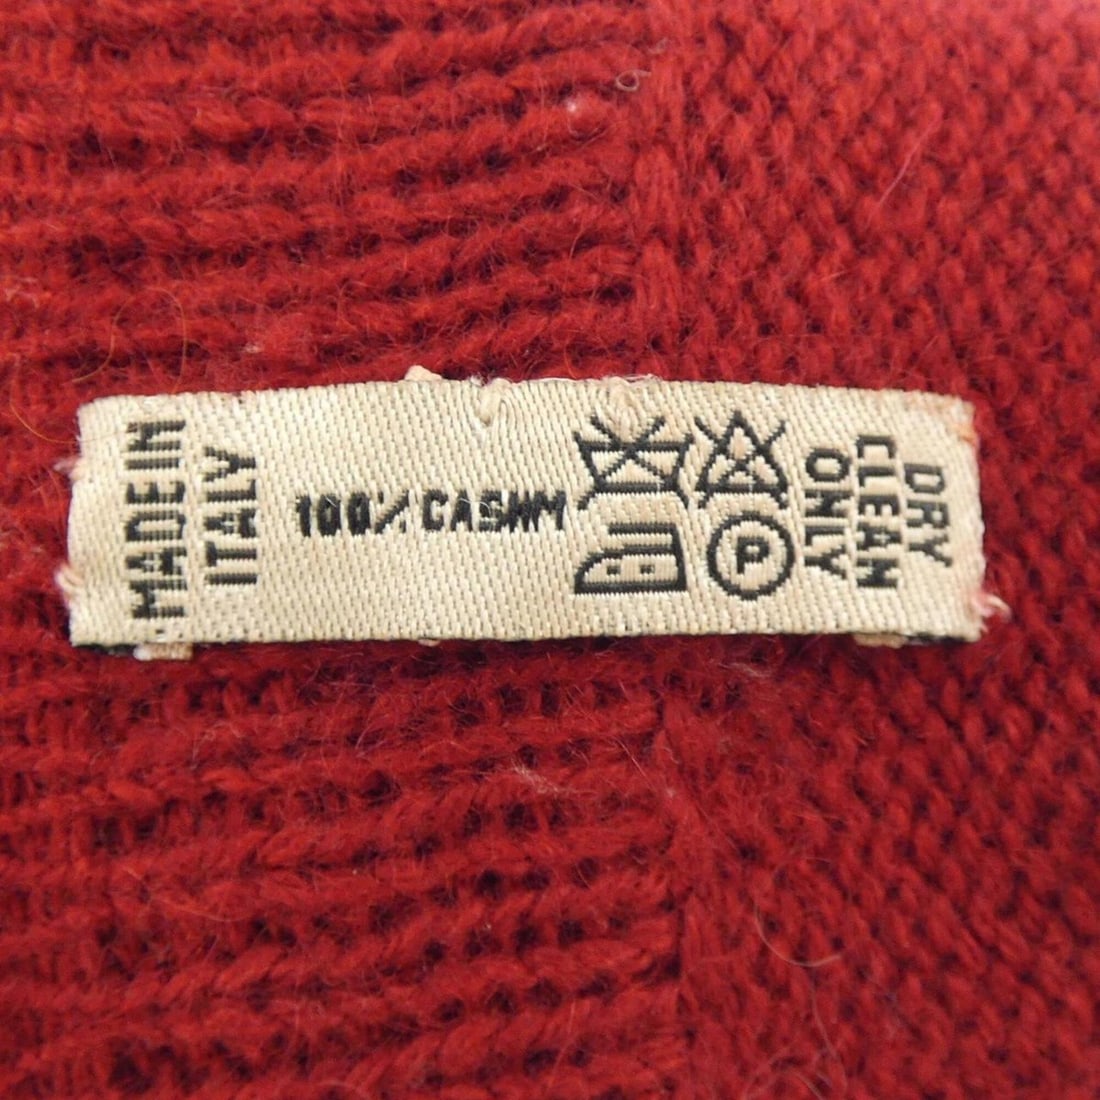 MADE IN
ITALY
100% CASHM
P
DRY
CLEAN
ONLY